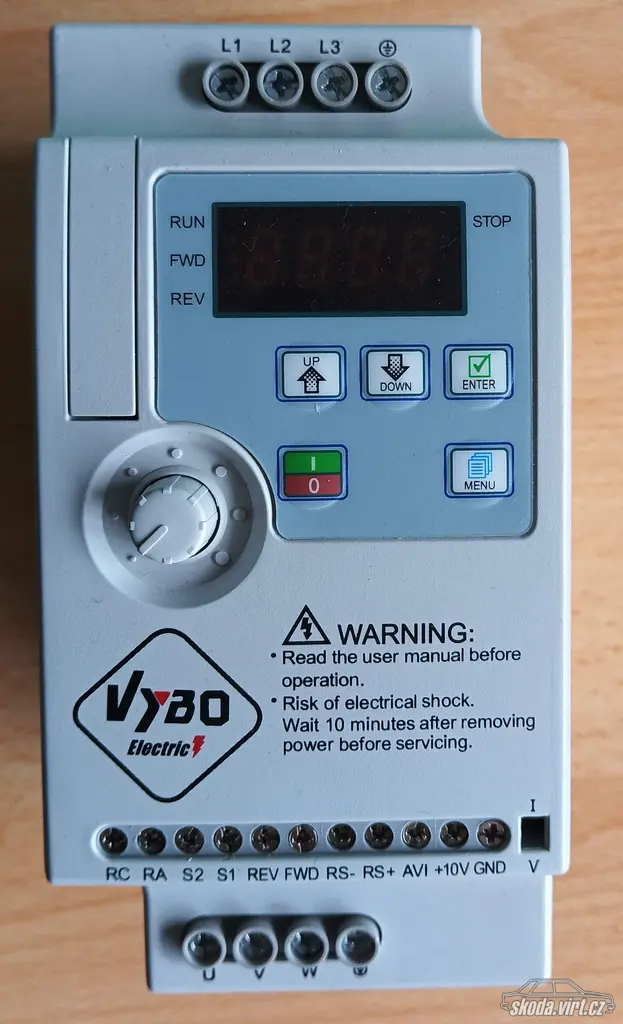 L1 L2 L3
RUN STOP
FWD
REV
UP
DOWN
ENTER
I
0
MENU
WARNING:
• Read the user manual before
operation.
• Risk of electrical shock.
Wait 10 minutes after removing
power before servicing.
VYBO
Electric
I
RC RA S2 S1 REV FWD RS- RS+ AVI +10V GND V
U V W
skoda.virt.cz